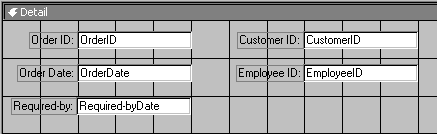 Detail
Order ID: OrderID Customer ID: CustomerID
Order Date: OrderDate Employee ID: EmployeeID
Required-by: Required-byDate